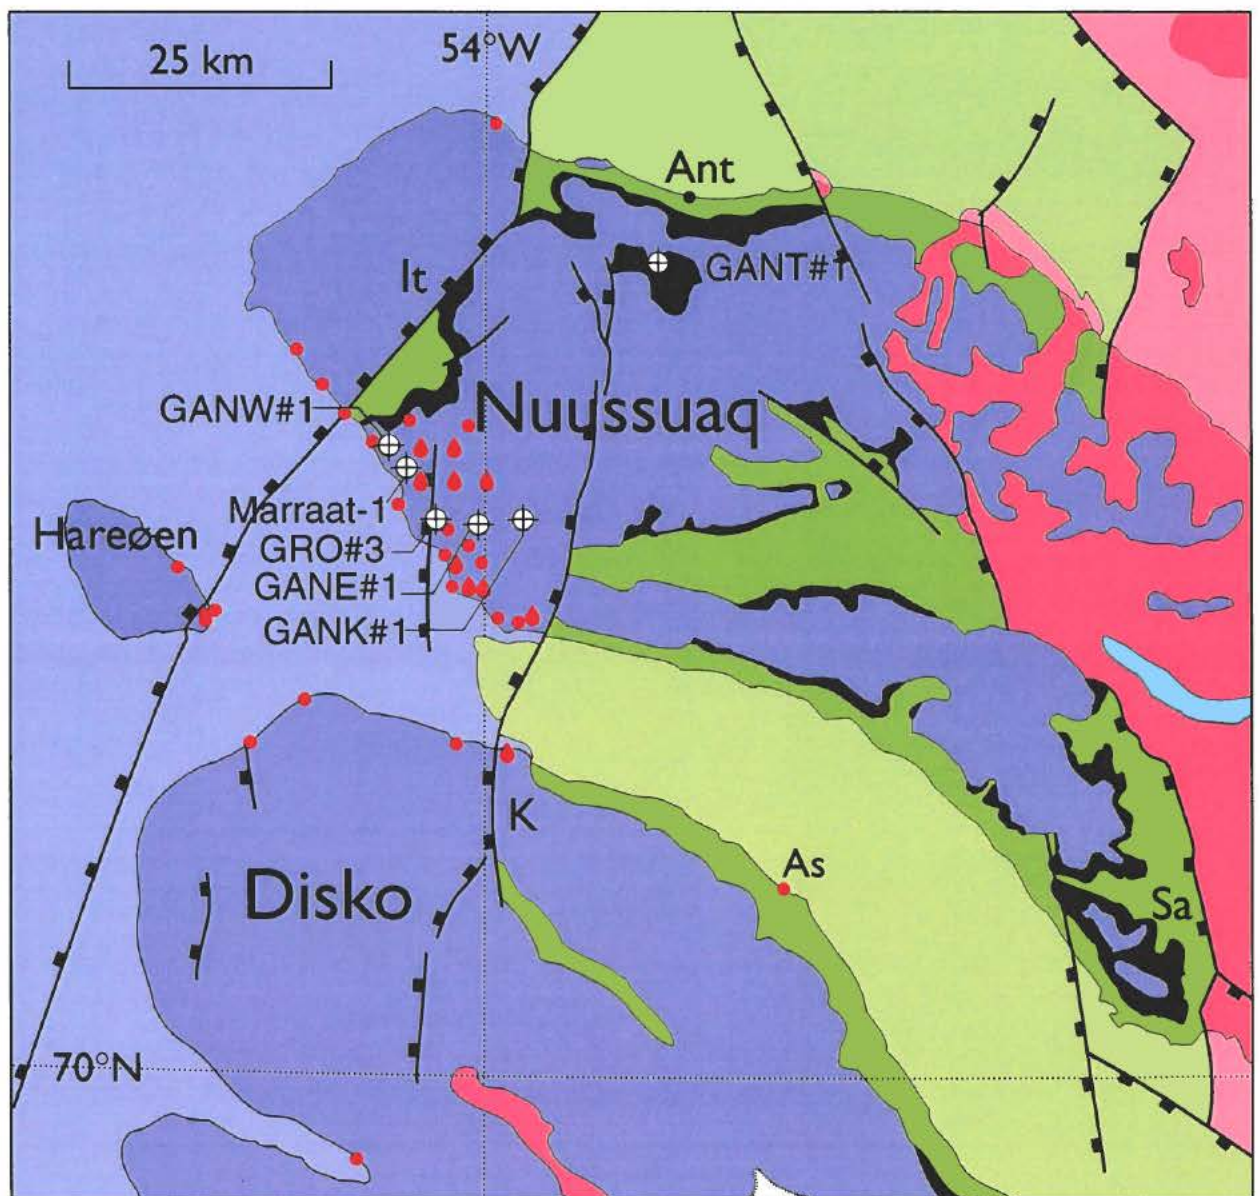 25 km
54°W
Ant
It
GANT#1
GANW#1
Nuussuaq
Marraat-1
Hareøen
GRO#3
GANE#1
GANK#1
K
As
Disko
Sa
70°N